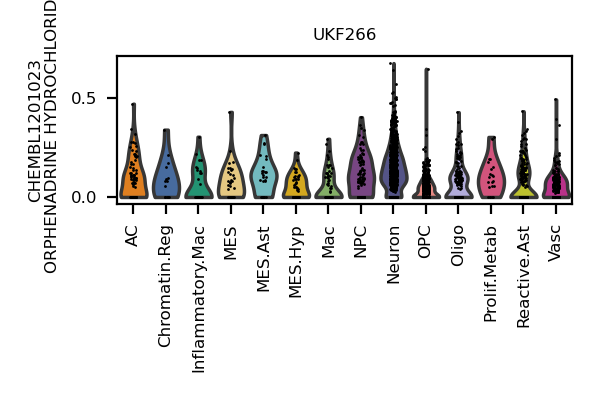 UKF266
CHEMBL1201023
ORPHENADRINE HYDROCHLORID
0.5
0.0
AC
Chromatin.Reg
Inflammatory.Mac
MES
MES.Ast
MES.Hyp
Mac
NPC
Neuron
OPC
Oligo
Prolif.Metab
Reactive.Ast
Vasc